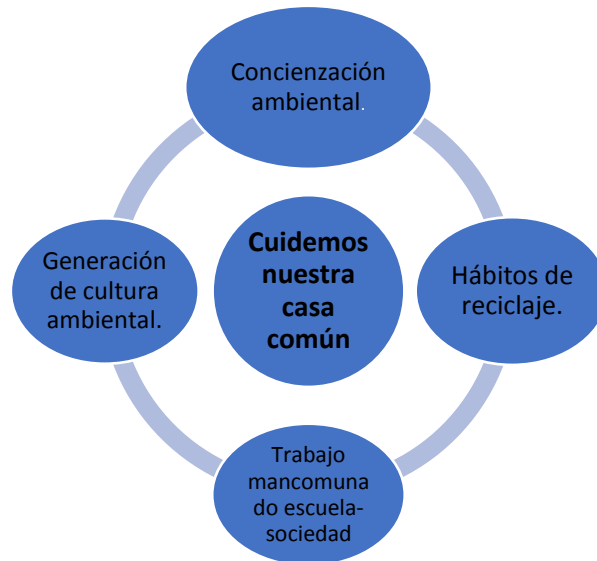 Concienzación
ambiental.
Cuidemos
nuestra
casa
común
Generación
de cultura
ambiental.
Hábitos de
reciclaje.
Trabajo
mancomuna
do escuela-
sociedad